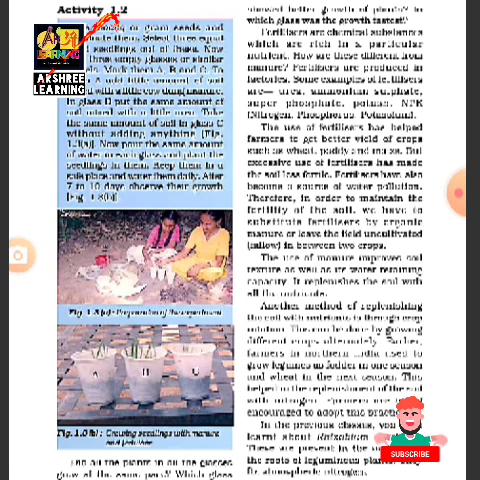 Activity 1.2
or gram seeds and
them. Select three equal
seedlings out of these. Now
three empty glasses or similar
Mark them A, B and C. To
little amount of soil
with a little cow dung manure.
In glass B put the same amount of
soil mixed with a little urea. Take
the same amount of soil in glass C
without adding anything [Fig.
1.3(a)]. Now pour the same amount
of water in each glass and plant the
seedlings in them. Keep them in a
safe place and water them daily. After
7 to 10 days observe their growth
[Fig. 1.3(b)].
AKSHREE
LEARNING
Fig. 1.3 (a): Preparation of the experiment
A B C
Fig. 1.3 (b) : Growing seedlings with manure
and fertiliser
Did all the plants in all the glasses
grow at the same pace? Which glass
showed better growth of plants? In
which glass was the growth fastest?
Fertilisers are chemical substances
which are rich in a particular
nutrient. How are these different from
manure? Fertilisers are produced in
factories. Some examples of fertilisers
are— urea, ammonium sulphate,
super phosphate, potash, NPK
(Nitrogen, Phosphorus, Potassium).
The use of fertilisers has helped
farmers to get better yield of crops
such as wheat, paddy and maize. But
excessive use of fertilisers has made
the soil less fertile. Fertilisers have also
become a source of water pollution.
Therefore, in order to maintain the
fertility of the soil, we have to
substitute fertilisers by organic
manure or leave the field uncultivated
(fallow) in between two crops.
The use of manure improves soil
texture as well as its water retaining
capacity. It replenishes the soil with
all the nutrients.
Another method of replenishing
the soil with nutrients is through crop
rotation. This can be done by growing
different crops alternately. Earlier,
farmers in northern India used to
grow legumes as fodder in one season
and wheat in the next season. This
helped in the replenishment of the soil
with nitrogen. Farmers are
encouraged to adopt this practice.
In the previous classes, you
learnt about Rhizobium
These are present in the
the roots of leguminous plants. They
fix atmospheric nitrogen.
SUBSCRIBE